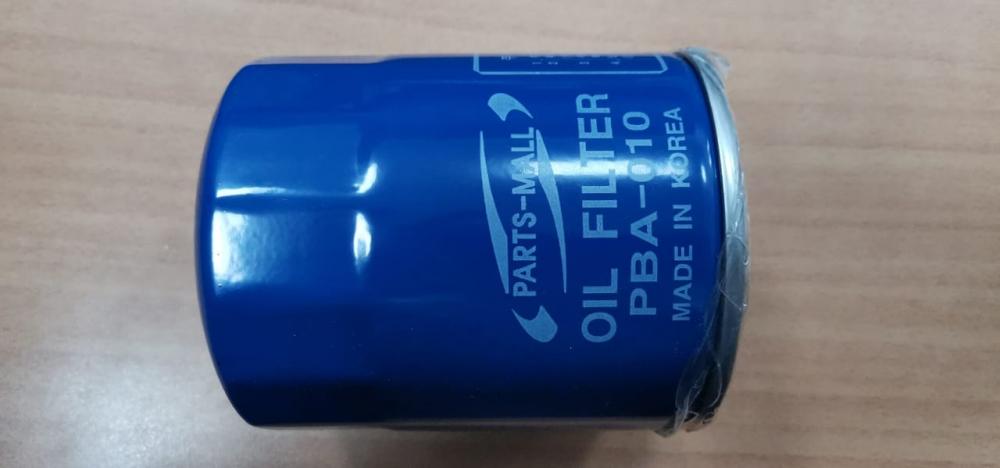 PARTS-MALL
OIL FILTER
PBA-010
MADE IN KOREA